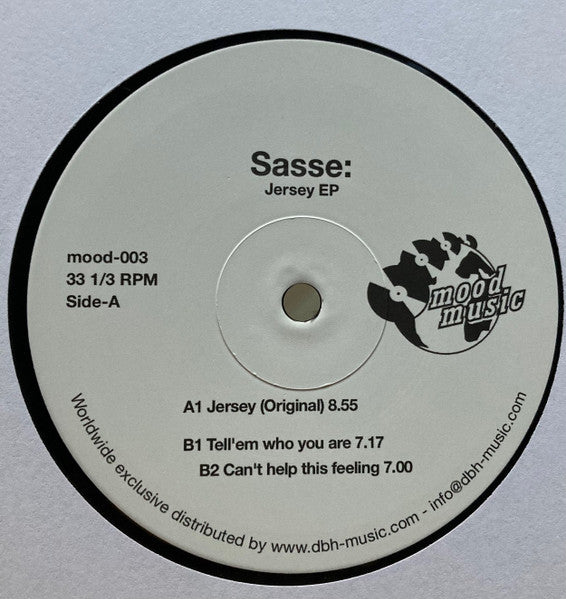 Sasse:
Jersey EP
mood-003
33 1/3 RPM
Side-A
mood
music
A1 Jersey (Original) 8.55
B1 Tell'em who you are 7.17
B2 Can't help this feeling 7.00
Worldwide exclusive distributed by www.dbh-music.com - info@dbh-music.com